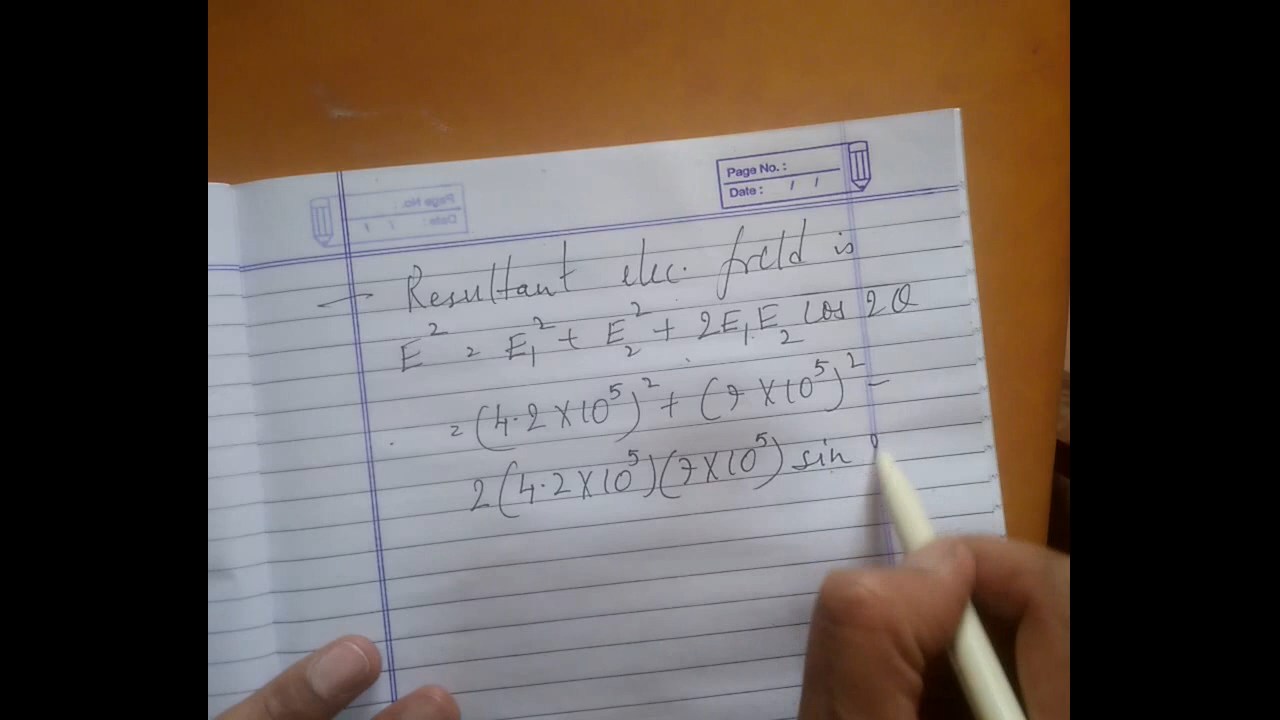 Page No.:
Date: / /
→ Resultant elec. field is
E² = E₁² + E₂² + 2E₁E₂ cos 2θ
= (4.2 × 10⁵)² + (7 × 10⁵)² –
2(4.2 × 10⁵)(7 × 10⁵) sin